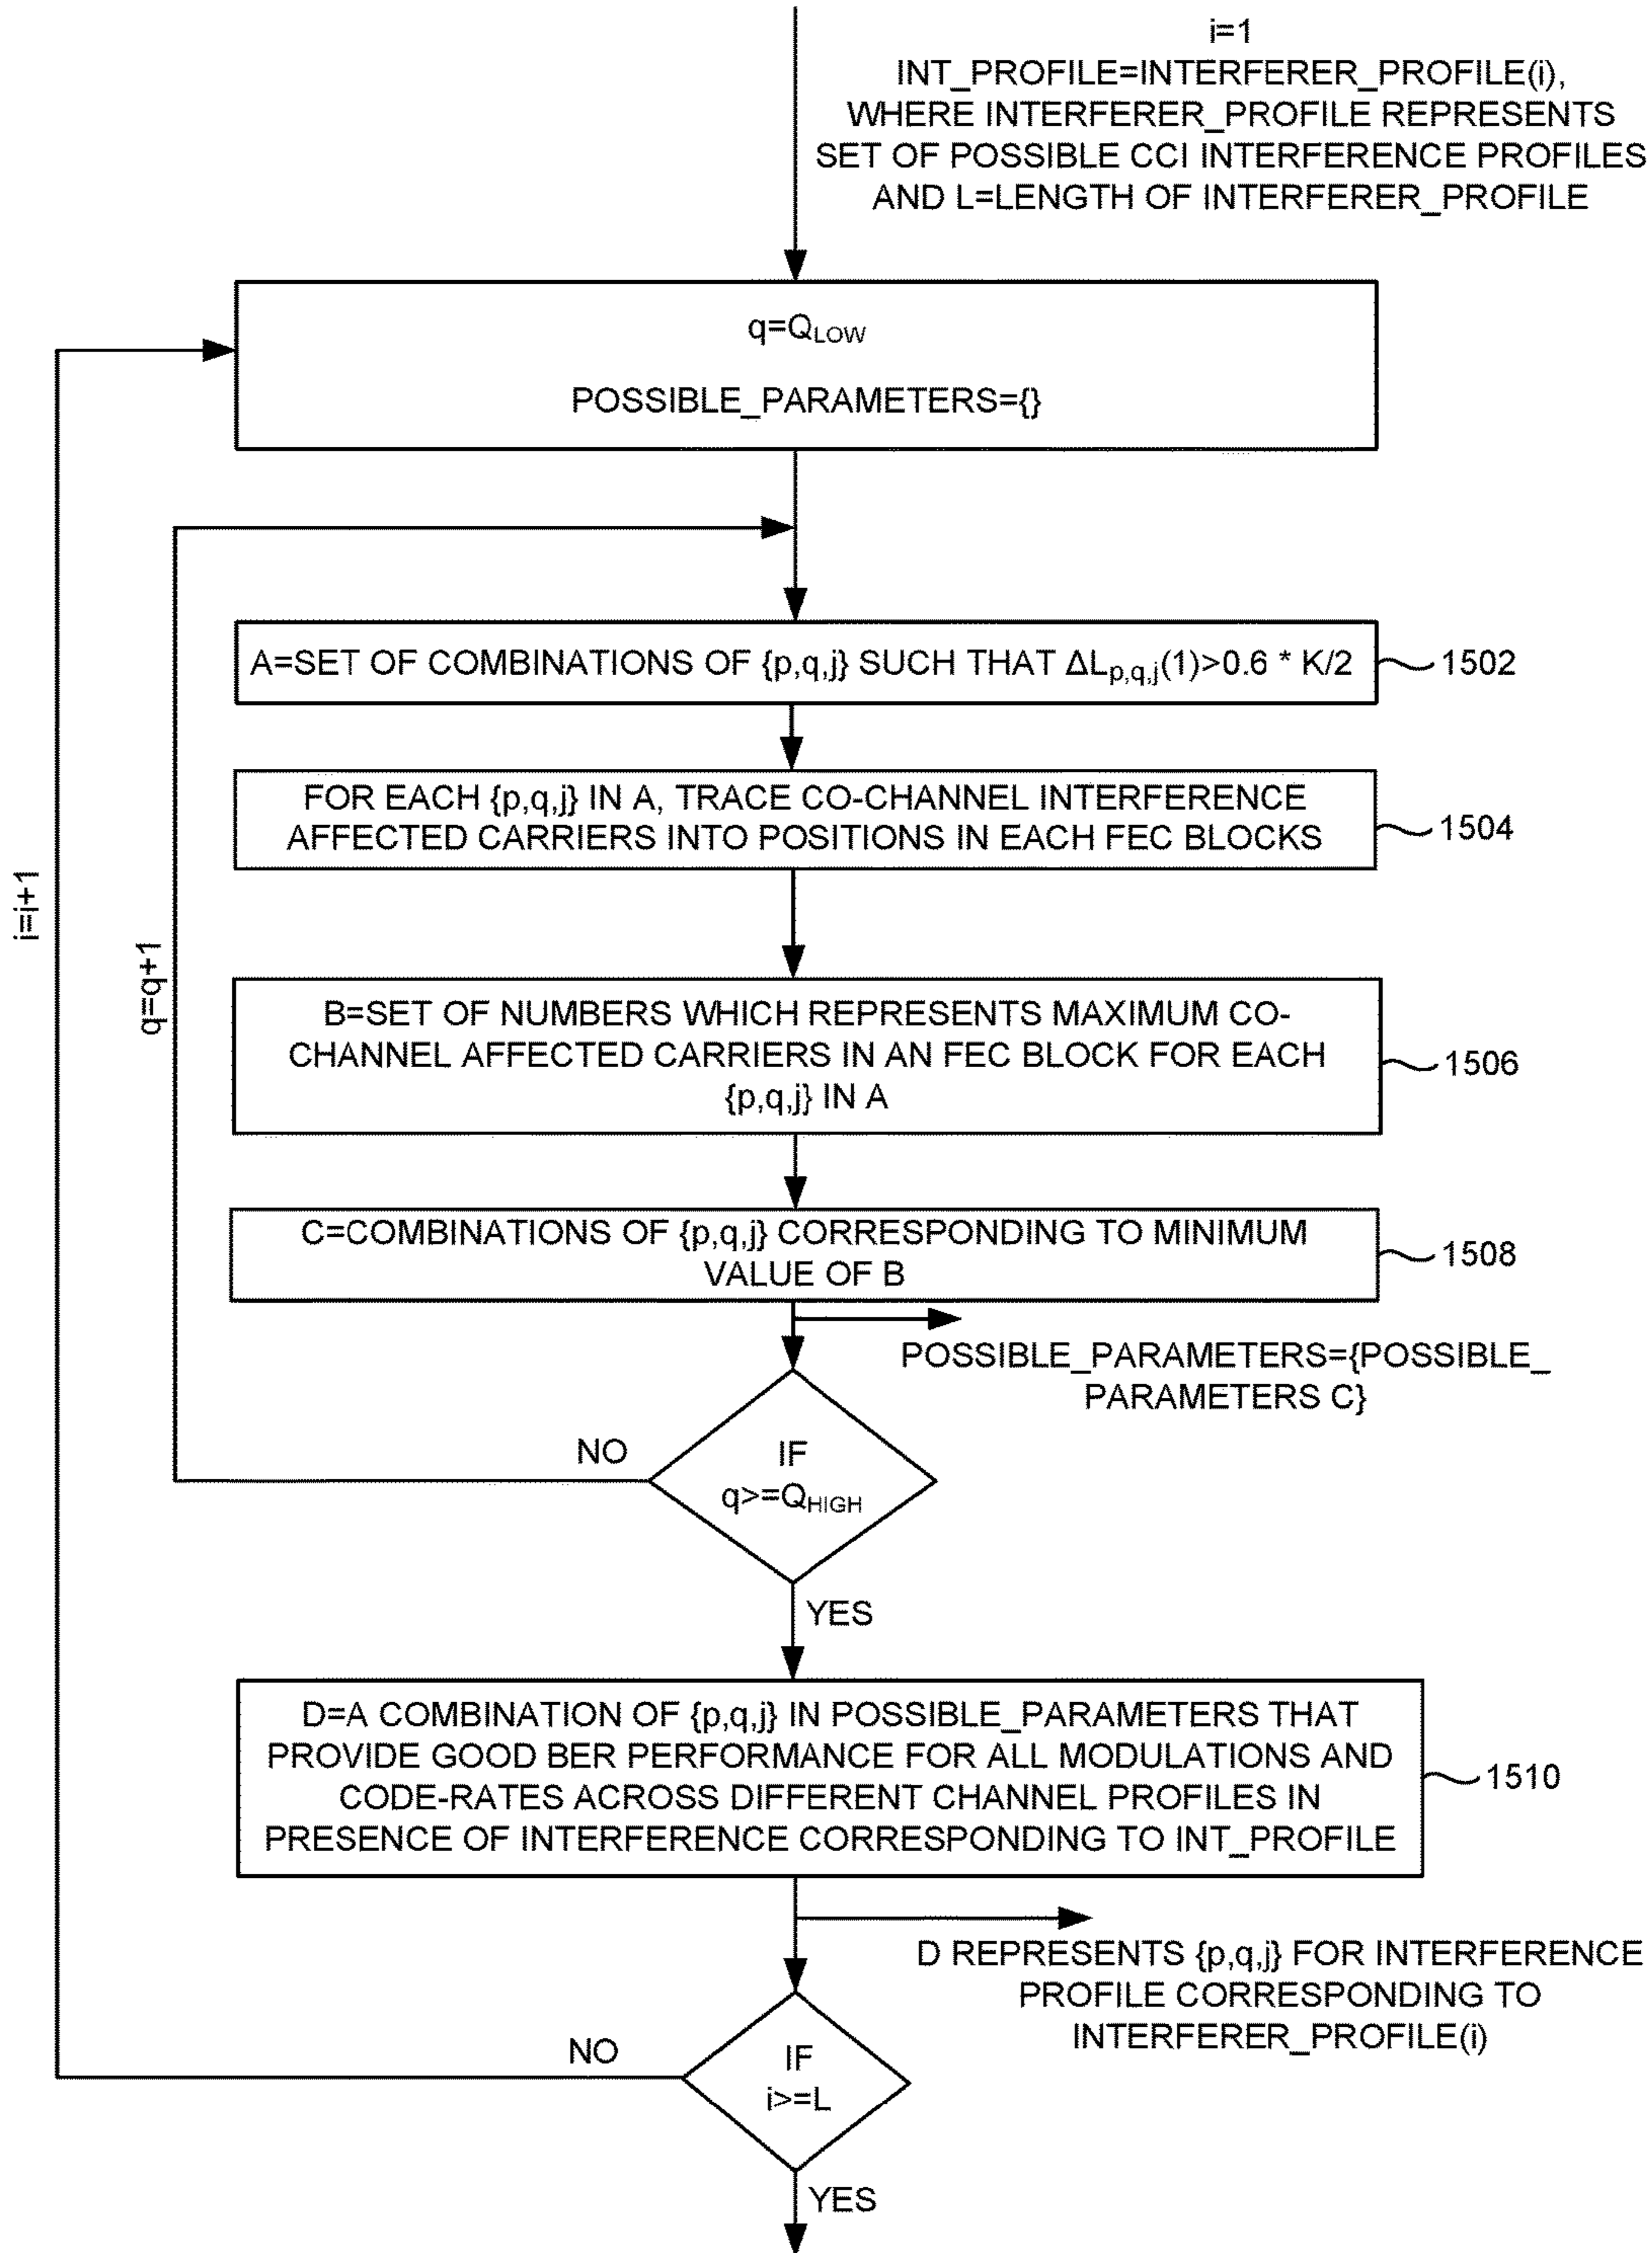 i=1
INT_PROFILE=INTERFERER_PROFILE(i),
WHERE INTERFERER_PROFILE REPRESENTS
SET OF POSSIBLE CCI INTERFERENCE PROFILES
AND L=LENGTH OF INTERFERER_PROFILE
q=Q_LOW
POSSIBLE_PARAMETERS={}
A=SET OF COMBINATIONS OF {p,q,j} SUCH THAT ΔL_p,q,j(1)>0.6 * K/2
1502
FOR EACH {p,q,j} IN A, TRACE CO-CHANNEL INTERFERENCE
AFFECTED CARRIERS INTO POSITIONS IN EACH FEC BLOCKS
1504
i=i+1
q=q+1
B=SET OF NUMBERS WHICH REPRESENTS MAXIMUM CO-
CHANNEL AFFECTED CARRIERS IN AN FEC BLOCK FOR EACH
{p,q,j} IN A
1506
C=COMBINATIONS OF {p,q,j} CORRESPONDING TO MINIMUM
VALUE OF B
1508
POSSIBLE_PARAMETERS={POSSIBLE_
PARAMETERS C}
NO
IF
q>=Q_HIGH
YES
D=A COMBINATION OF {p,q,j} IN POSSIBLE_PARAMETERS THAT
PROVIDE GOOD BER PERFORMANCE FOR ALL MODULATIONS AND
CODE-RATES ACROSS DIFFERENT CHANNEL PROFILES IN
PRESENCE OF INTERFERENCE CORRESPONDING TO INT_PROFILE
1510
D REPRESENTS {p,q,j} FOR INTERFERENCE
PROFILE CORRESPONDING TO
INTERFERER_PROFILE(i)
NO
IF
i>=L
YES